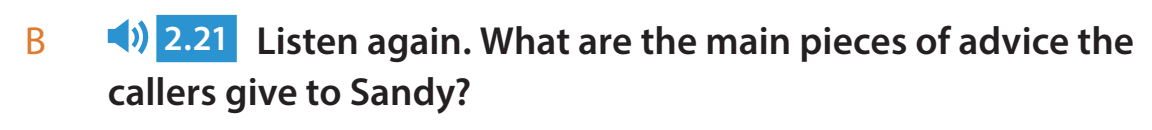 B 2.21 Listen again. What are the main pieces of advice the
callers give to Sandy?